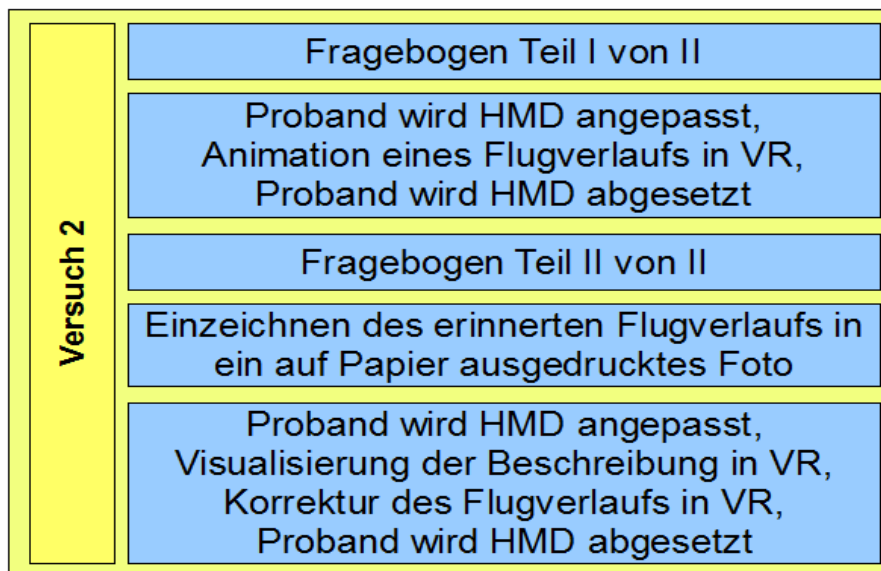 Versuch 2
Fragebogen Teil I von II
Proband wird HMD angepasst,
Animation eines Flugverlaufs in VR,
Proband wird HMD abgesetzt
Fragebogen Teil II von II
Einzeichnen des erinnerten Flugverlaufs in
ein auf Papier ausgedrucktes Foto
Proband wird HMD angepasst,
Visualisierung der Beschreibung in VR,
Korrektur des Flugverlaufs in VR,
Proband wird HMD abgesetzt